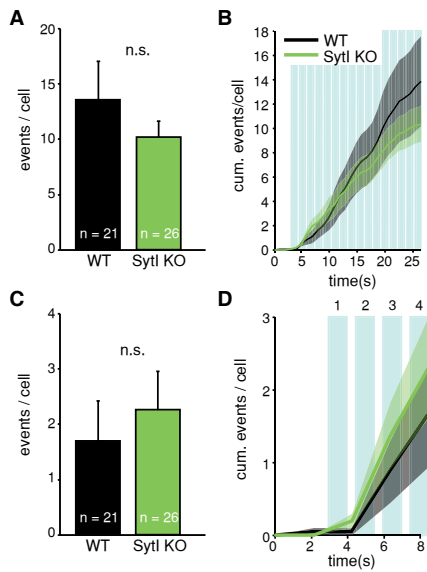 A
n.s.
events / cell
20
15
10
5
0
n = 21
n = 26
WT
SytI KO
B
WT
SytI KO
cum. events/cell
18
16
14
12
10
8
6
4
2
0
0 5 10 15 20 25
time(s)
C
n.s.
events / cell
4
3
2
1
0
n = 21
n = 26
WT
SytI KO
D
1 2 3 4
cum. events / cell
3
2
1
0
0 2 4 6 8
time(s)